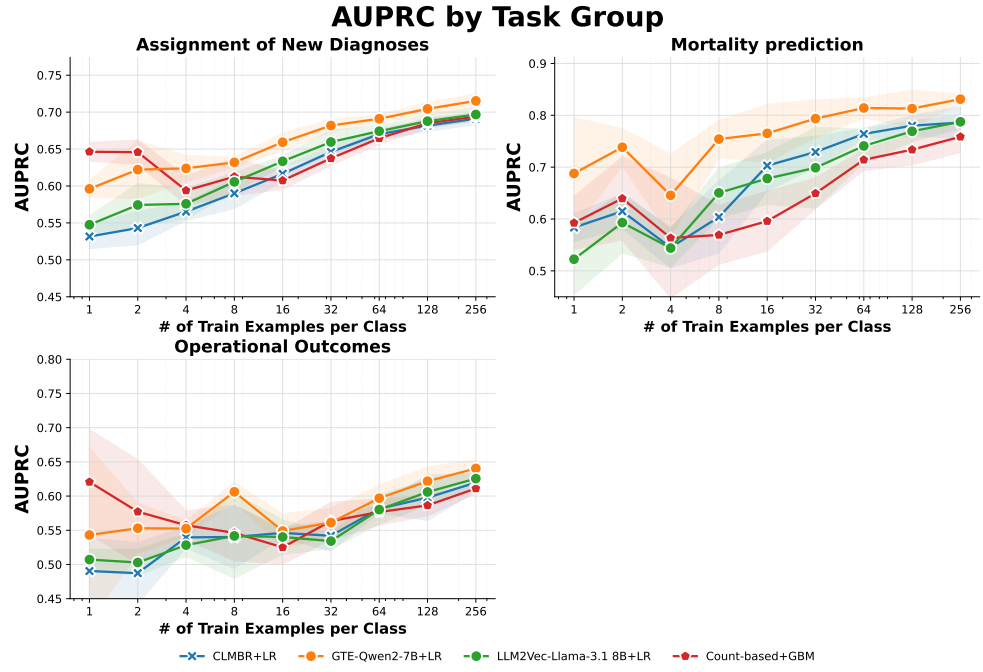 AUPRC by Task Group
Assignment of New Diagnoses
AUPRC
0.75
0.70
0.65
0.60
0.55
0.50
0.45
1 2 4 8 16 32 64 128 256
# of Train Examples per Class
Mortality prediction
AUPRC
0.9
0.8
0.7
0.6
0.5
1 2 4 8 16 32 64 128 256
# of Train Examples per Class
Operational Outcomes
AUPRC
0.80
0.75
0.70
0.65
0.60
0.55
0.50
0.45
1 2 4 8 16 32 64 128 256
# of Train Examples per Class
CLMBR+LR GTE-Qwen2-7B+LR LLM2Vec-Llama-3.1 8B+LR Count-based+GBM